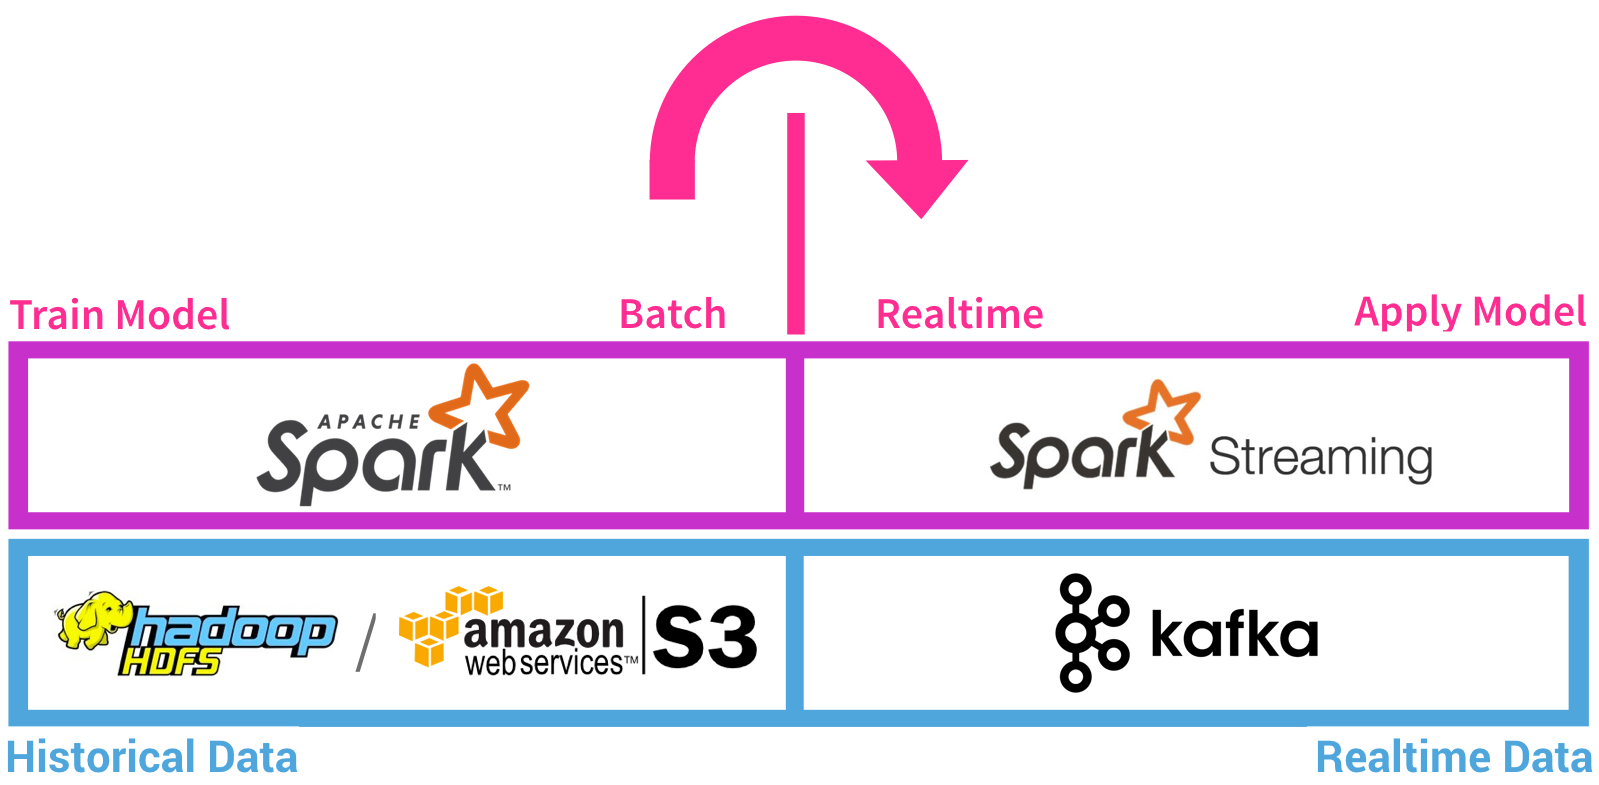 Train Model
Batch
Realtime
Apply Model
APACHE
Spark™
Spark Streaming
hadoop
HDFS
/
amazon
web services™
S3
kafka
Historical Data
Realtime Data